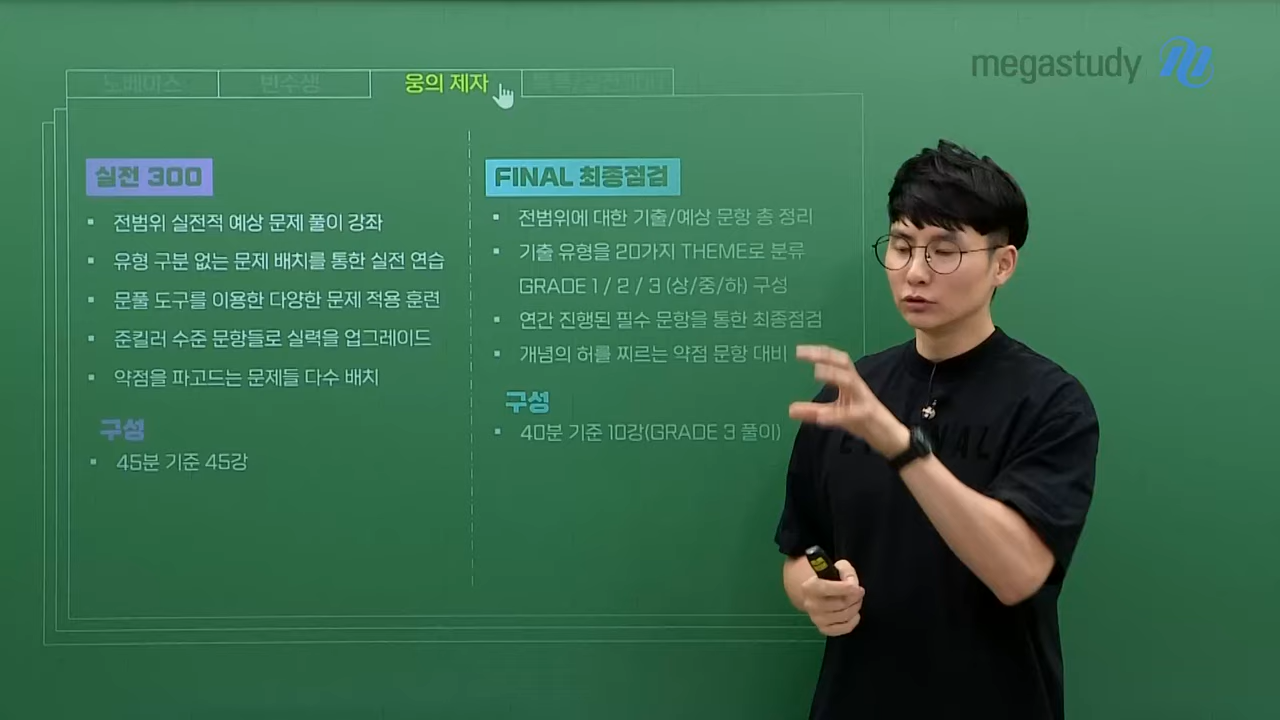 megastudy
노베이스
빈수생
웅의 제자
실전 300
전범위 실전적 예상 문제 풀이 강좌
유형 구분 없는 문제 배치를 통한 실전 연습
문풀 도구를 이용한 다양한 문제 적용 훈련
준킬러 수준 문항들로 실력을 업그레이드
약점을 파고드는 문제들 다수 배치
구성
45분 기준 45강
FINAL 최종점검
전범위에 대한 기출/예상 문항 총 정리
기출 유형을 20가지 THEME로 분류
GRADE 1 / 2 / 3 (상/중/하) 구성
연간 진행된 필수 문항을 통한 최종점검
개념의 허를 찌르는 약점 문항 대비
구성
40분 기준 10강(GRADE 3 풀이)